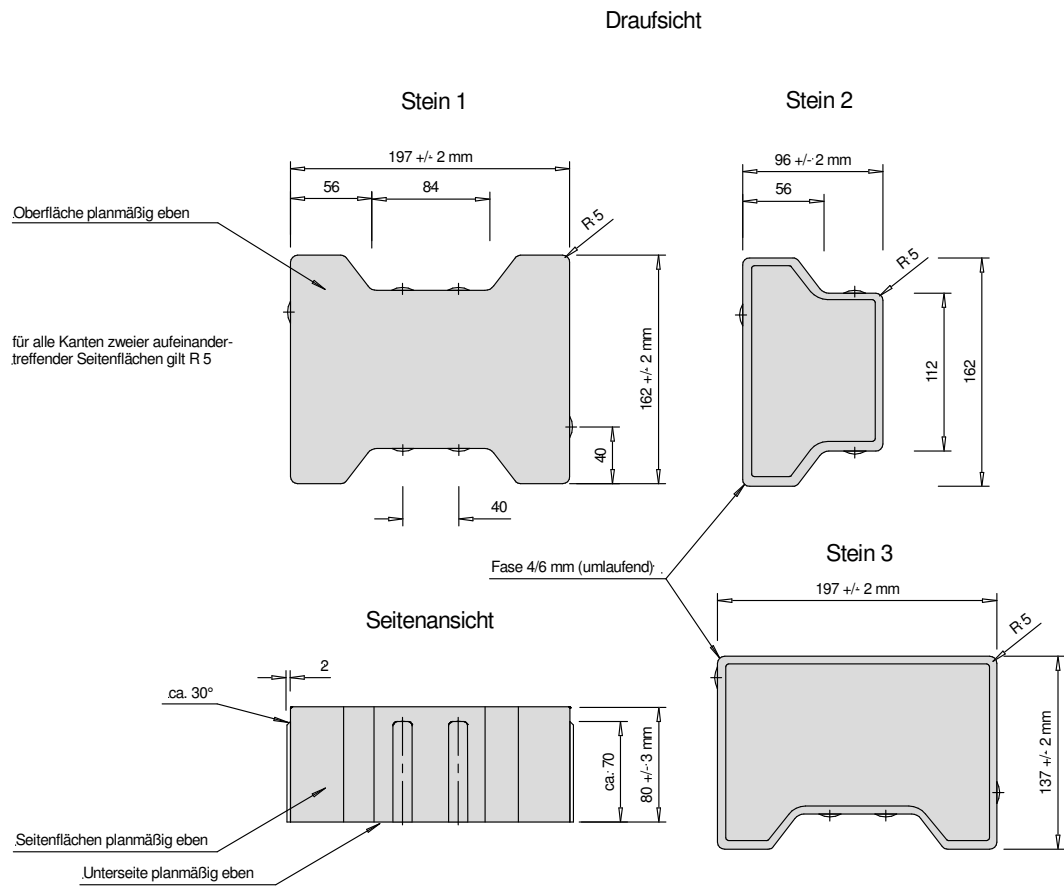 Draufsicht
Stein 1
Stein 2
197 +/- 2 mm
96 +/- 2 mm
56
84
56
Oberfläche planmäßig eben
R 5
R 5
für alle Kanten zweier aufeinander-
treffender Seitenflächen gilt R 5
162 +/- 2 mm
112
162
40
40
Fase 4/6 mm (umlaufend)
Stein 3
197 +/- 2 mm
Seitenansicht
R 5
2
ca. 30°
ca. 70
80 +/- 3 mm
137 +/- 2 mm
Seitenflächen planmäßig eben
Unterseite planmäßig eben